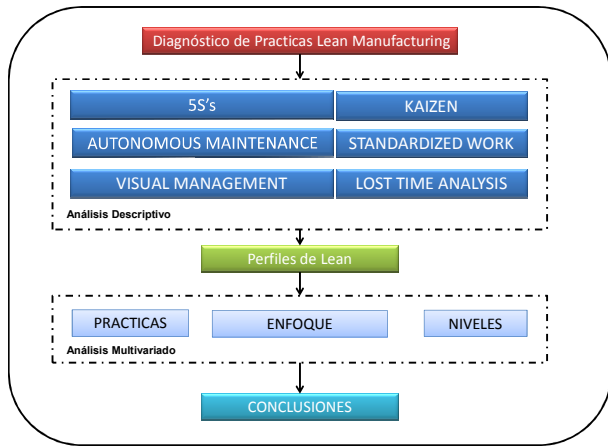 Diagnóstico de Practicas Lean Manufacturing
5S's
KAIZEN
AUTONOMOUS MAINTENANCE
STANDARDIZED WORK
VISUAL MANAGEMENT
LOST TIME ANALYSIS
Análisis Descriptivo
Perfiles de Lean
PRACTICAS
ENFOQUE
NIVELES
Análisis Multivariado
CONCLUSIONES